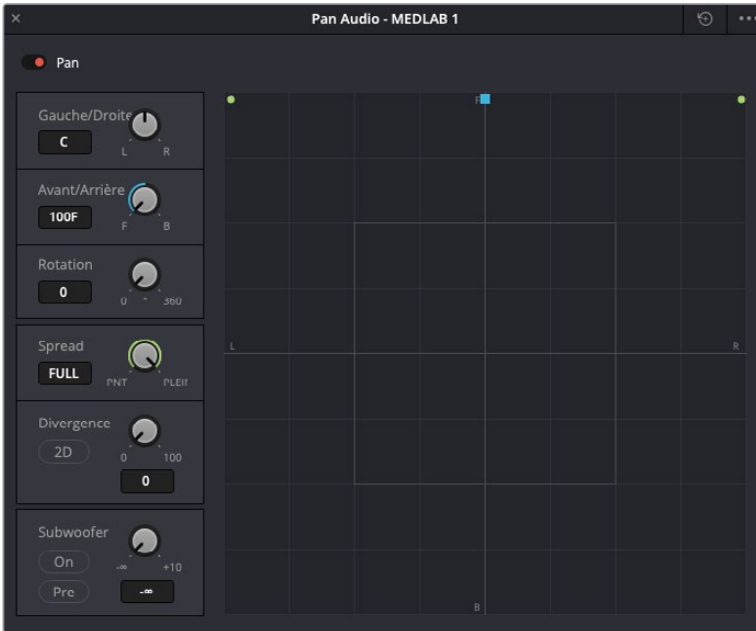 Pan Audio - MEDLAB 1
Pan
Gauche/Droite
C
L R
Avant/Arrière
100F
F B
Rotation
0
0 360
Spread
FULL
PNT PLEIN
Divergence
2D
0 100
0
Subwoofer
On
-∞ +10
Pre
-∞
F
L
R
B